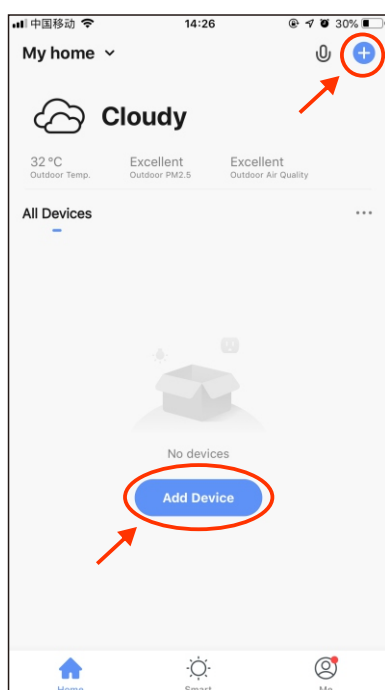 中国移动 14:26 30%
My home
Cloudy
32 °C Excellent Excellent
Outdoor Temp. Outdoor PM2.5 Outdoor Air Quality
All Devices
No devices
Add Device
Home Smart Me